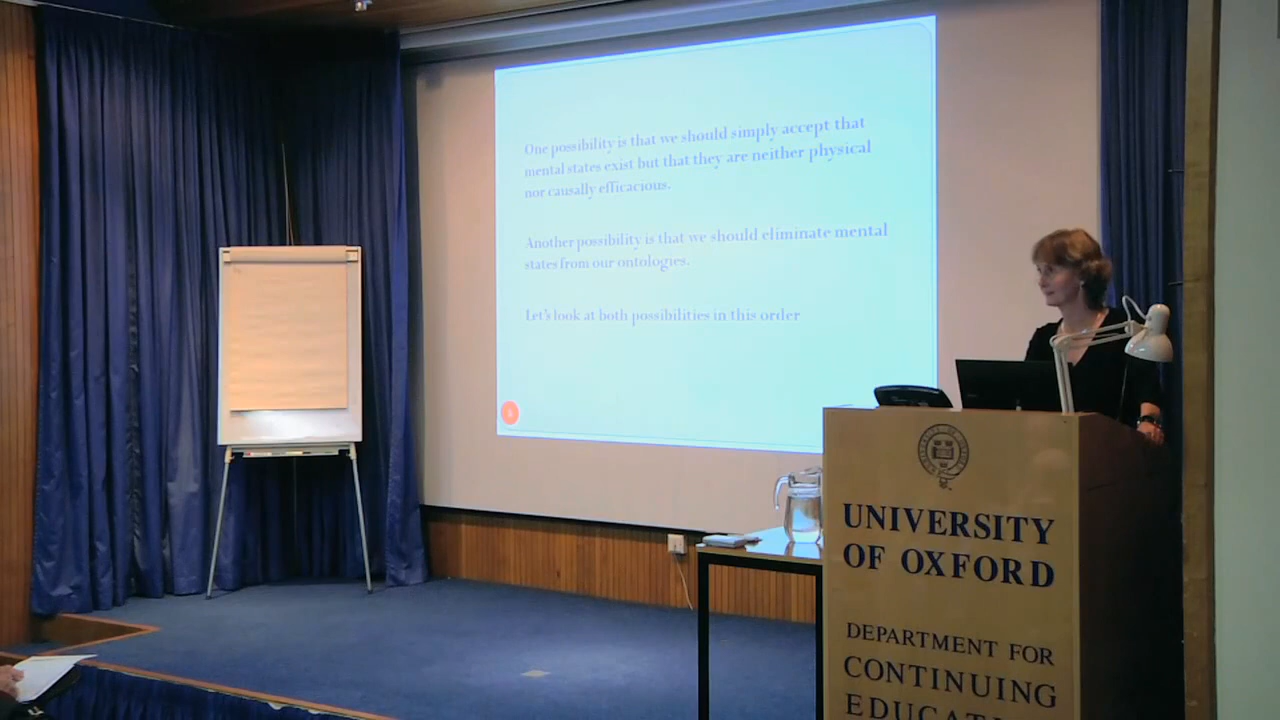 One possibility is that we should simply accept that
mental states exist but that they are neither physical
nor causally efficacious.
Another possibility is that we should eliminate mental
states from our ontologies.
Let's look at both possibilities in this order
UNIVERSITY
OF OXFORD
DEPARTMENT FOR
CONTINUING